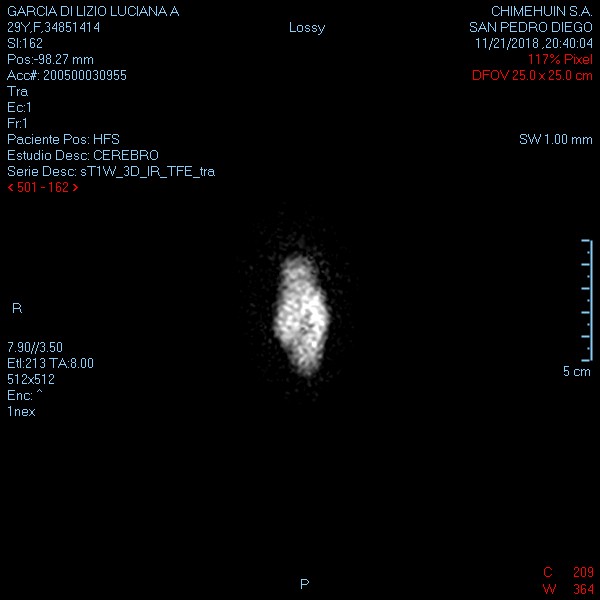 GARCIA DI LIZIO LUCIANA A
29Y,F,34851414
Sl:162
Pos:-98.27 mm
Acc#: 200500030955
Tra
Ec:1
Fr:1
Paciente Pos: HFS
Estudio Desc: CEREBRO
Serie Desc: sT1W_3D_IR_TFE_tra
< 501 - 162 >
Lossy
CHIMEHUIN S.A.
SAN PEDRO DIEGO
11/21/2018 ,20:40:04
117% Pixel
DFOV 25.0 x 25.0 cm
SW 1.00 mm
R
5 cm
7.90//3.50
Etl:213 TA:8.00
512x512
Enc: ^
1nex
P
C 209
W 364